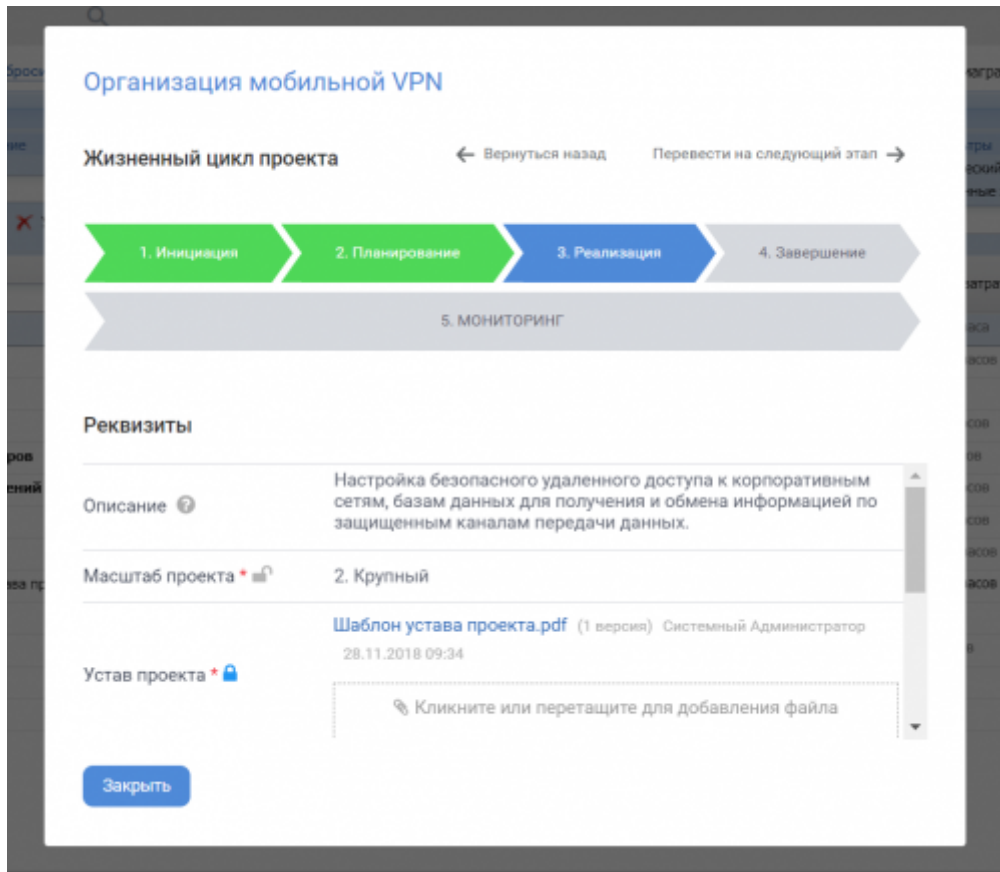 Организация мобильной VPN
Жизненный цикл проекта
← Вернуться назад
Перевести на следующий этап →
1. Инициация
2. Планирование
3. Реализация
4. Завершение
5. МОНИТОРИНГ
Реквизиты
Описание
Настройка безопасного удаленного доступа к корпоративным
сетям, базам данных для получения и обмена информацией по
защищенным каналам передачи данных.
Масштаб проекта *
2. Крупный
Устав проекта *
Шаблон устава проекта.pdf (1 версия) Системный Администратор
28.11.2018 09:34
Кликните или перетащите для добавления файла
Закрыть